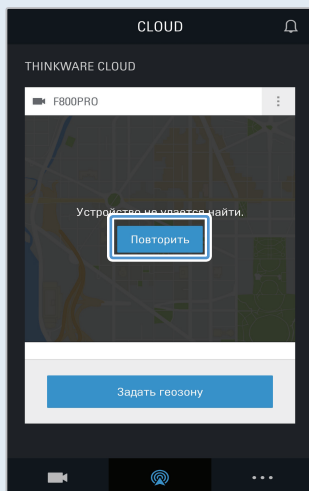 CLOUD
THINKWARE CLOUD
F800PRO
Устройство не удается найти.
Повторить
Задать геозону